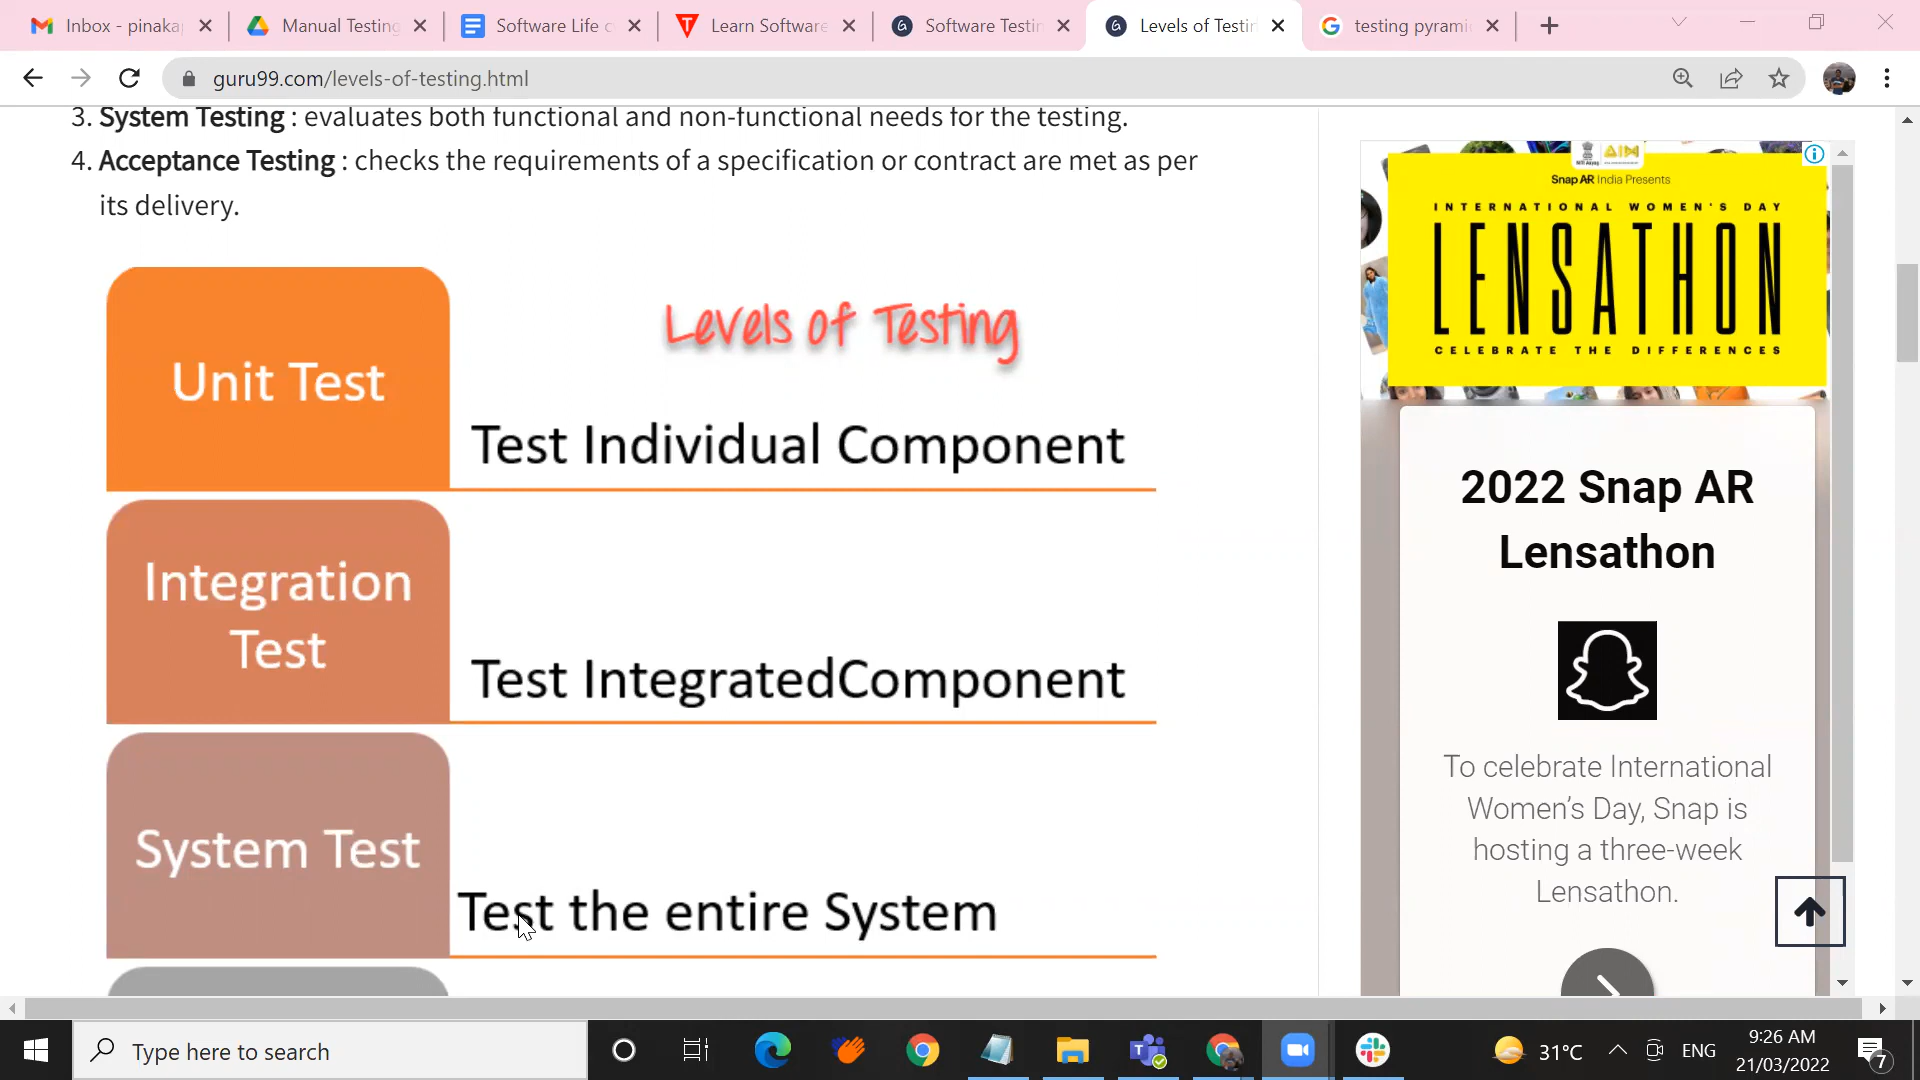 Inbox - pinaka
Manual Testing
Software Life c
Learn Software
Software Testin
Levels of Testin
testing pyrami
guru99.com/levels-of-testing.html
3. System Testing : evaluates both functional and non-functional needs for the testing.
4. Acceptance Testing : checks the requirements of a specification or contract are met as per
its delivery.
Levels of Testing
Unit Test
Test Individual Component
Integration
Test
Test IntegratedComponent
System Test
Test the entire System
AIM
Snap AR India Presents
INTERNATIONAL WOMEN'S DAY
LENSATHON
CELEBRATE THE DIFFERENCES
2022 Snap AR
Lensathon
To celebrate International
Women's Day, Snap is
hosting a three-week
Lensathon.
Type here to search
31°C
ENG
9:26 AM
21/03/2022
7